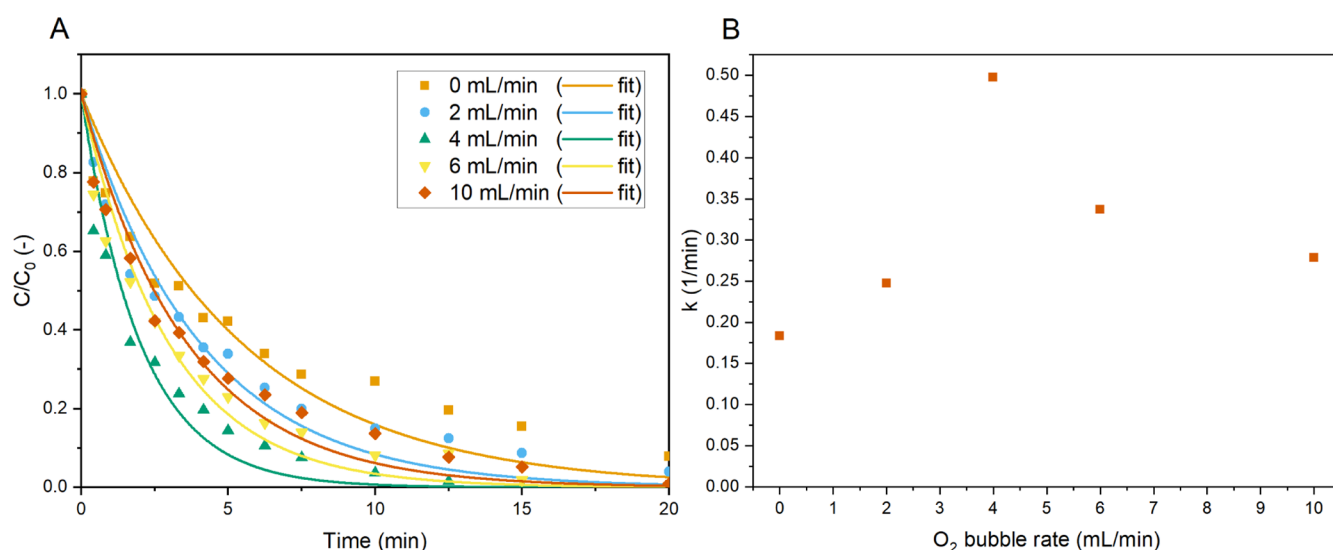 A
C/C0 (-)
1.0
0.8
0.6
0.4
0.2
0.0
0 mL/min ( fit)
2 mL/min ( fit)
4 mL/min ( fit)
6 mL/min ( fit)
10 mL/min ( fit)
0 5 10 15 20
Time (min)
B
k (1/min)
0.50
0.45
0.40
0.35
0.30
0.25
0.20
0.15
0.10
0.05
0.00
0 1 2 3 4 5 6 7 8 9 10
O2 bubble rate (mL/min)